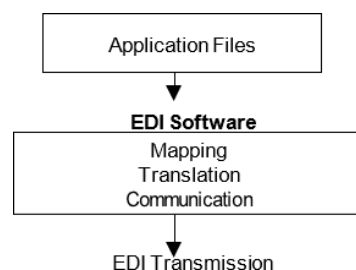 Application Files
EDI Software
Mapping
Translation
Communication
EDI Transmission